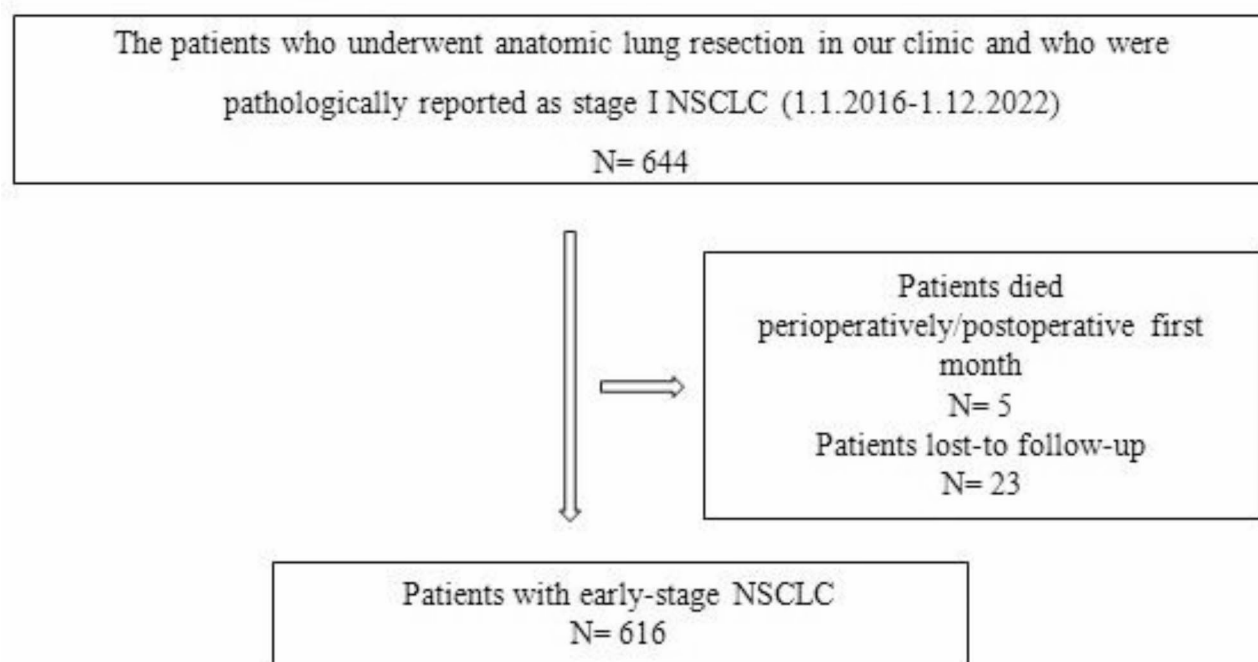 The patients who underwent anatomic lung resection in our clinic and who were
pathologically reported as stage I NSCLC (1.1.2016-1.12.2022)
N= 644
Patients died
perioperatively/postoperative first
month
N= 5
Patients lost-to follow-up
N= 23
Patients with early-stage NSCLC
N= 616